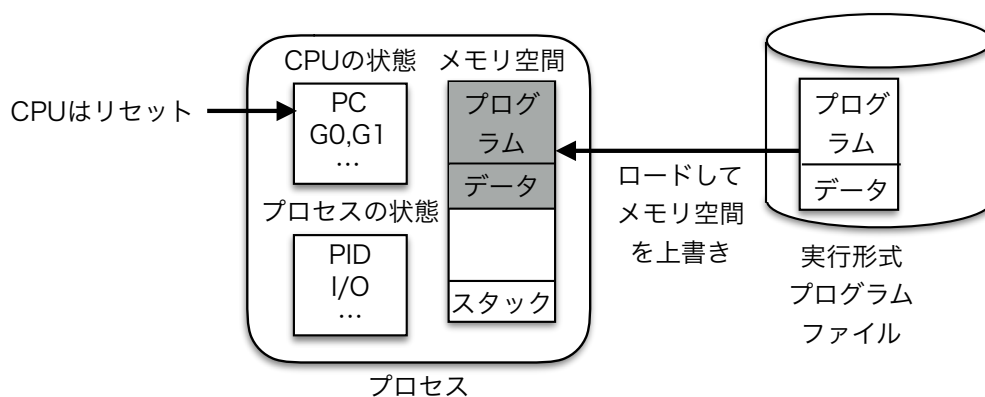 CPUの状態
メモリ空間
CPUはリセット
PC
G0,G1
…
プログ
ラム
データ
スタック
プロセスの状態
PID
I/O
…
プロセス
ロードして
メモリ空間
を上書き
プログ
ラム
データ
実行形式
プログラム
ファイル